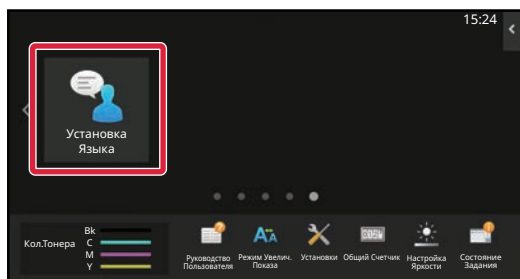 15:24
Установка
Языка
Кол.Тонера
Bk
C
M
Y
Руководство
Пользователя
Режим Увелич.
Показа
Установки
Общий Счетчик
Настройка
Яркости
Состояние
Задания